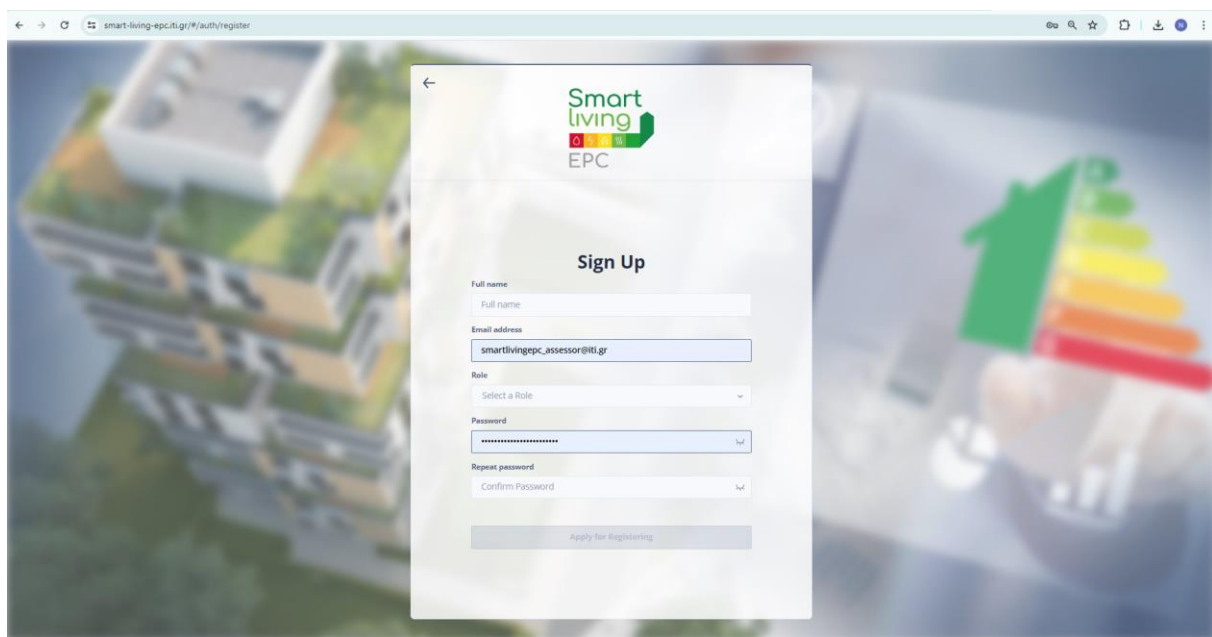 smart-living-epc.iti.gr/#/auth/register
N
Smart
living
EPC
Sign Up
Full name
Full name
Email address
smartlivingepc_assessor@iti.gr
Role
Select a Role
Password
Repeat password
Confirm Password
Apply for Registering